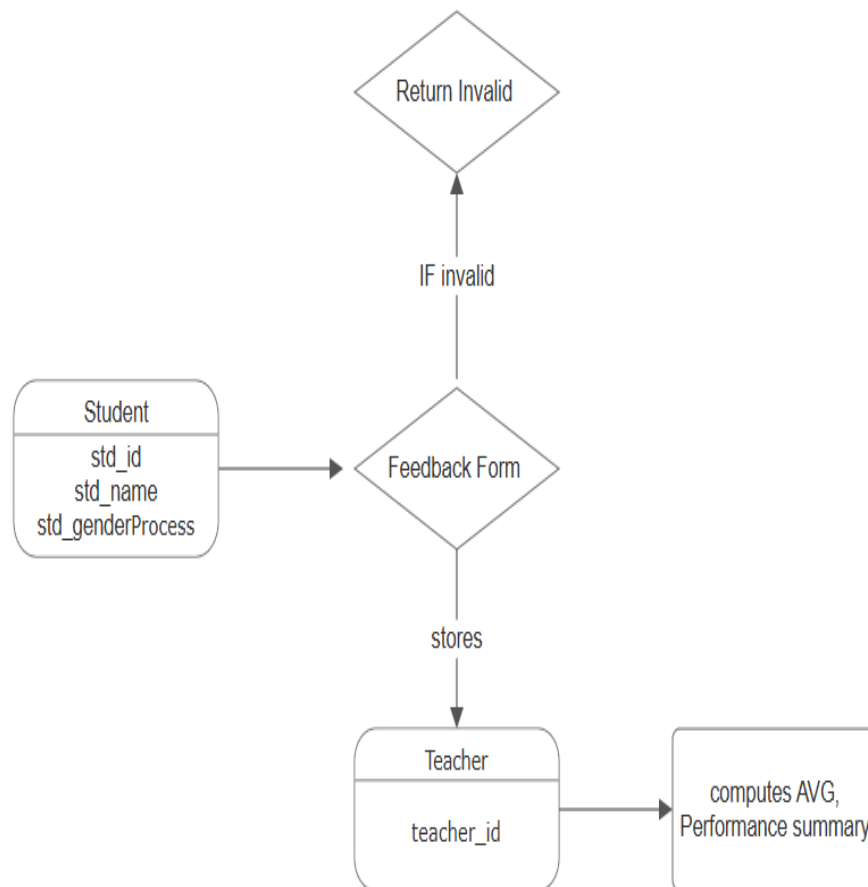 Return Invalid
IF invalid
Student
std_id
std_name
std_genderProcess
Feedback Form
stores
Teacher
teacher_id
computes AVG,
Performance summary